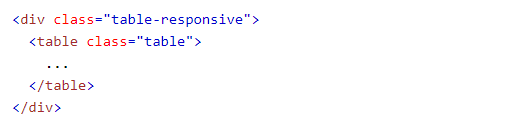 <div class="table-responsive">
  <table class="table">
    ...
  </table>
</div>